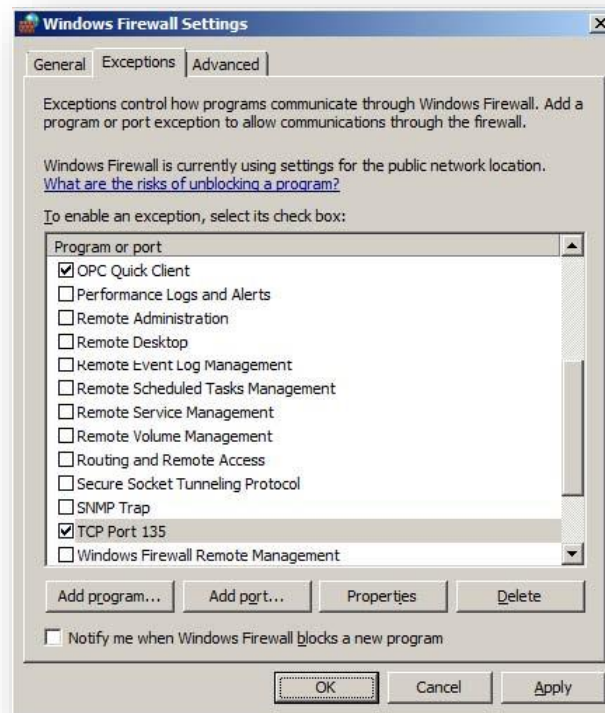 Windows Firewall Settings
General Exceptions Advanced
Exceptions control how programs communicate through Windows Firewall. Add a
program or port exception to allow communications through the firewall.
Windows Firewall is currently using settings for the public network location.
What are the risks of unblocking a program?
To enable an exception, select its check box:
Program or port
OPC Quick Client
Performance Logs and Alerts
Remote Administration
Remote Desktop
Remote Event Log Management
Remote Scheduled Tasks Management
Remote Service Management
Remote Volume Management
Routing and Remote Access
Secure Socket Tunneling Protocol
SNMP Trap
TCP Port 135
Windows Firewall Remote Management
Add program... Add port... Properties Delete
Notify me when Windows Firewall blocks a new program
OK Cancel Apply